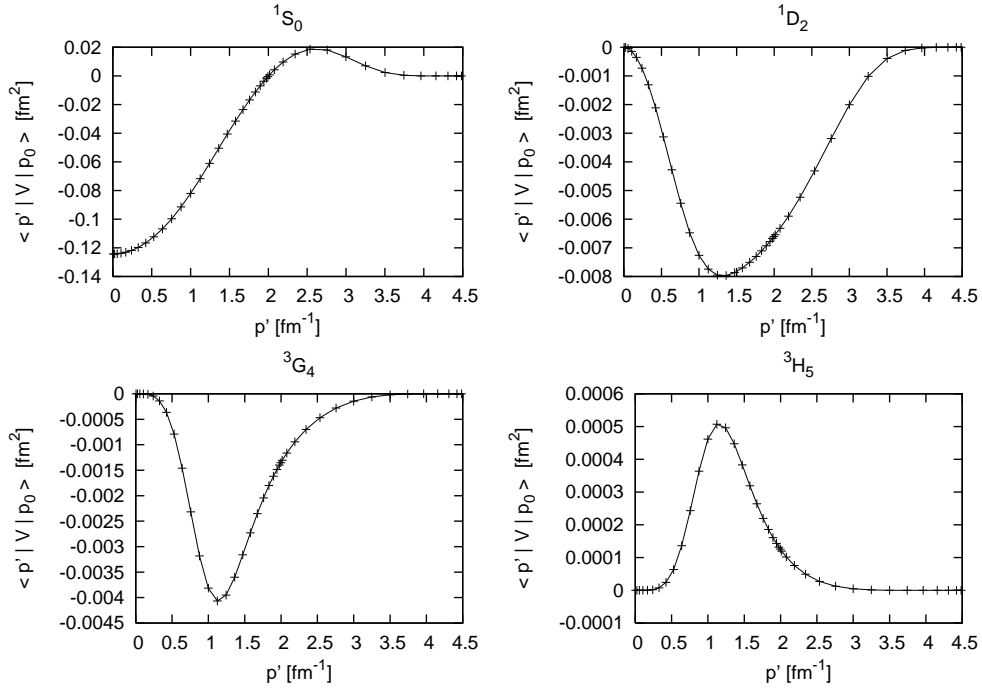 ¹S₀
0.02
0
-0.02
-0.04
-0.06
-0.08
-0.1
-0.12
-0.14
< p' | V | p₀ > [fm²]
0 0.5 1 1.5 2 2.5 3 3.5 4 4.5
p' [fm⁻¹]
¹D₂
0
-0.001
-0.002
-0.003
-0.004
-0.005
-0.006
-0.007
-0.008
< p' | V | p₀ > [fm²]
0 0.5 1 1.5 2 2.5 3 3.5 4 4.5
p' [fm⁻¹]
³G₄
0
-0.0005
-0.001
-0.0015
-0.002
-0.0025
-0.003
-0.0035
-0.004
-0.0045
< p' | V | p₀ > [fm²]
0 0.5 1 1.5 2 2.5 3 3.5 4 4.5
p' [fm⁻¹]
³H₅
0.0006
0.0005
0.0004
0.0003
0.0002
0.0001
0
-0.0001
< p' | V | p₀ > [fm²]
0 0.5 1 1.5 2 2.5 3 3.5 4 4.5
p' [fm⁻¹]